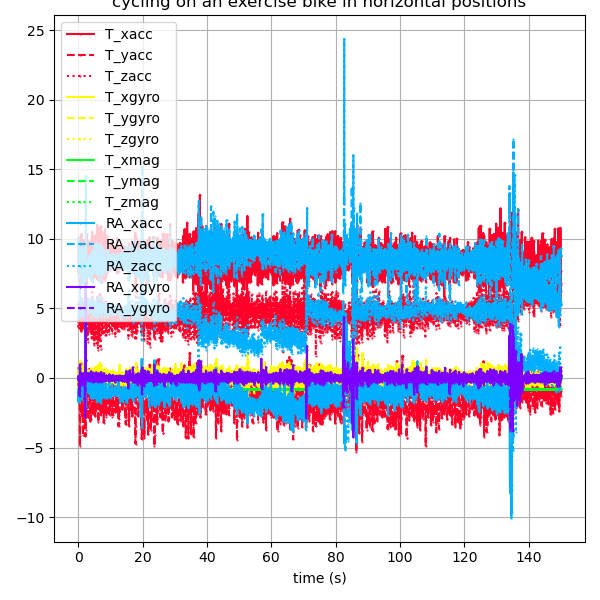 cycling on an exercise bike in horizontal positions
25
20
15
10
5
0
−5
−10
T_xacc
T_yacc
T_zacc
T_xgyro
T_ygyro
T_zgyro
T_xmag
T_ymag
T_zmag
RA_xacc
RA_yacc
RA_zacc
RA_xgyro
RA_ygyro
0 20 40 60 80 100 120 140
time (s)